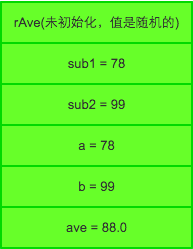 rAve(未初始化，值是随机的)
sub1 = 78
sub2 = 99
a = 78
b = 99
ave = 88.0